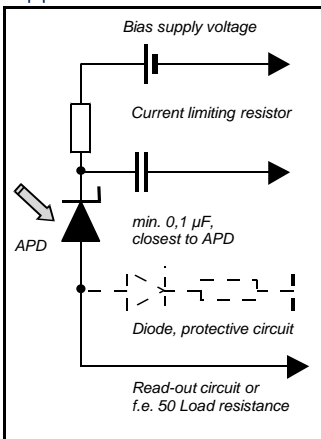 Bias supply voltage
Current limiting resistor
min. 0,1 µF,
closest to APD
APD
Diode, protective circuit
Read-out circuit or
f.e. 50 Load resistance